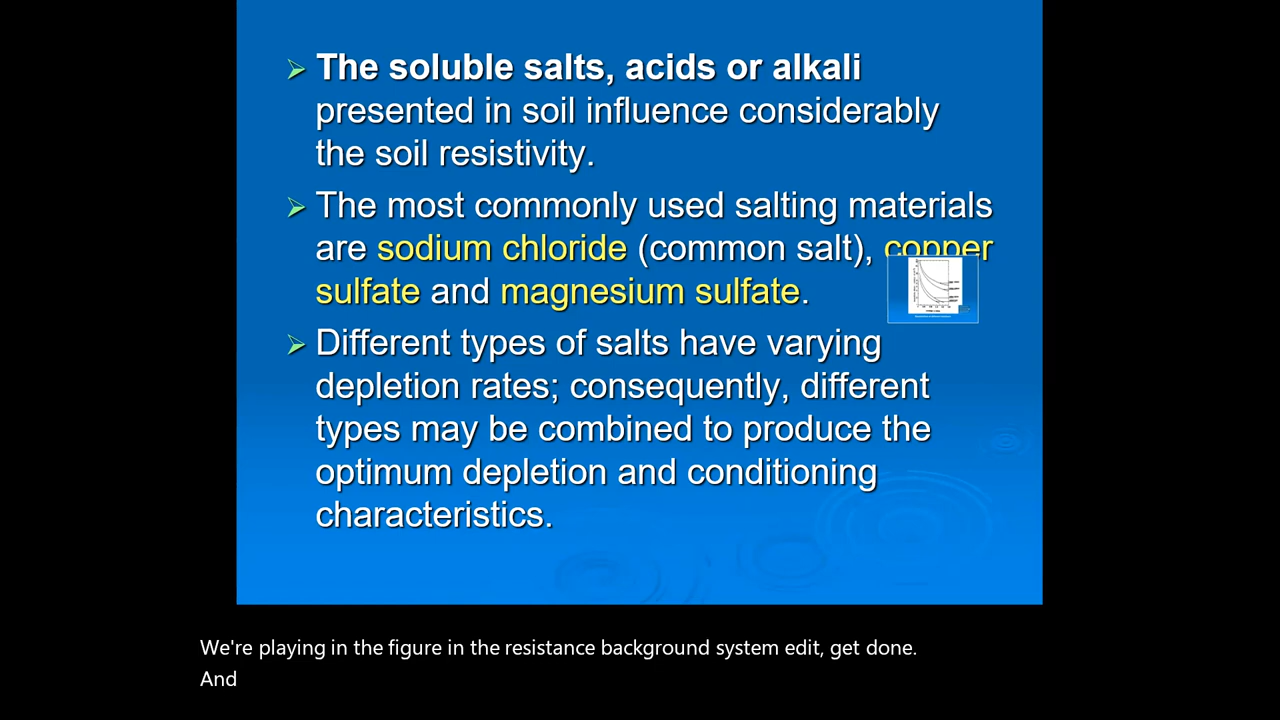 The soluble salts, acids or alkali
presented in soil influence considerably
the soil resistivity.
The most commonly used salting materials
are sodium chloride (common salt), copper
sulfate and magnesium sulfate.
Different types of salts have varying
depletion rates; consequently, different
types may be combined to produce the
optimum depletion and conditioning
characteristics.
We're playing in the figure in the resistance background system edit, get done.
And